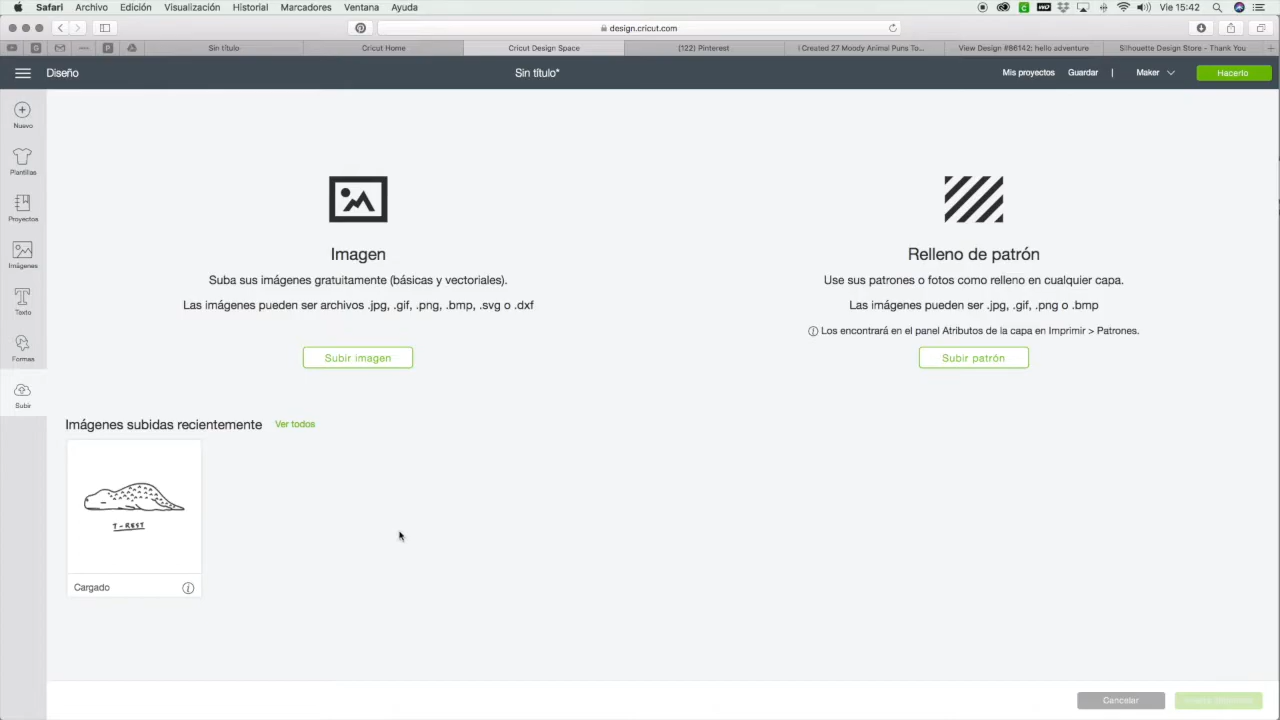 Safari Archivo Edición Visualización Historial Marcadores Ventana Ayuda Vie 15:42
design.cricut.com
Sin título Cricut Home Cricut Design Space (122) Pinterest I Created 27 Moody Animal Puns To... View Design #86142; hello adventure Silhouette Design Store - Thank You
Diseño Sin título* Mis proyectos Guardar | Maker Hacerlo
Nuevo
Plantillas
Proyectos
Imágenes
Texto
Formas
Subir
Imagen
Suba sus imágenes gratuitamente (básicas y vectoriales).
Las imágenes pueden ser archivos .jpg, .gif, .png, .bmp, .svg o .dxf
Subir imagen
Relleno de patrón
Use sus patrones o fotos como relleno en cualquier capa.
Las imágenes pueden ser .jpg, .gif, .png o .bmp
Los encontrará en el panel Atributos de la capa en Imprimir > Patrones.
Subir patrón
Imágenes subidas recientemente Ver todos
T-REST
Cargado
Cancelar